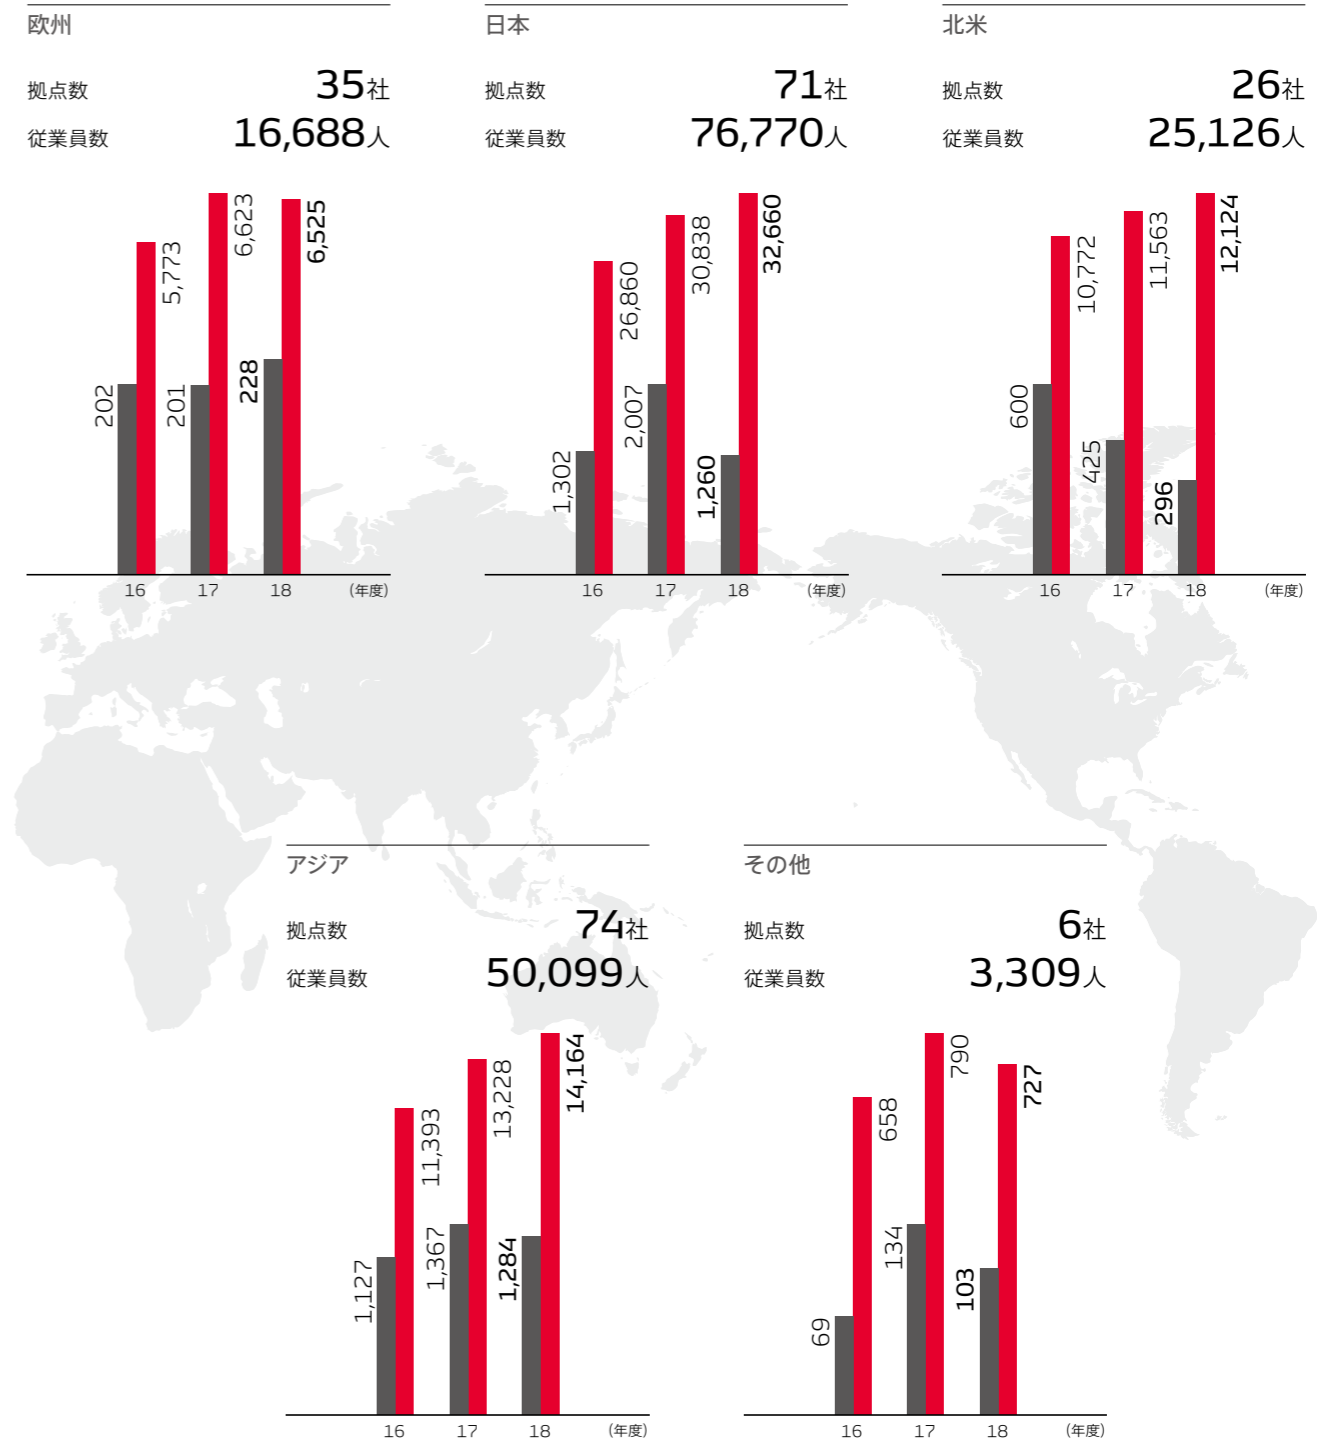 欧州
拠点数 35社
従業員数 16,688人
202 5,773 201 6,623 228 6,525
16 17 18 (年度)
日本
拠点数 71社
従業員数 76,770人
1,302 26,860 2,007 30,838 1,260 32,660
16 17 18 (年度)
北米
拠点数 26社
従業員数 25,126人
600 10,772 425 11,563 296 12,124
16 17 18 (年度)
アジア
拠点数 74社
従業員数 50,099人
1,127 11,393 1,367 13,228 1,284 14,164
16 17 18 (年度)
その他
拠点数 6社
従業員数 3,309人
69 658 134 790 103 727
16 17 18 (年度)